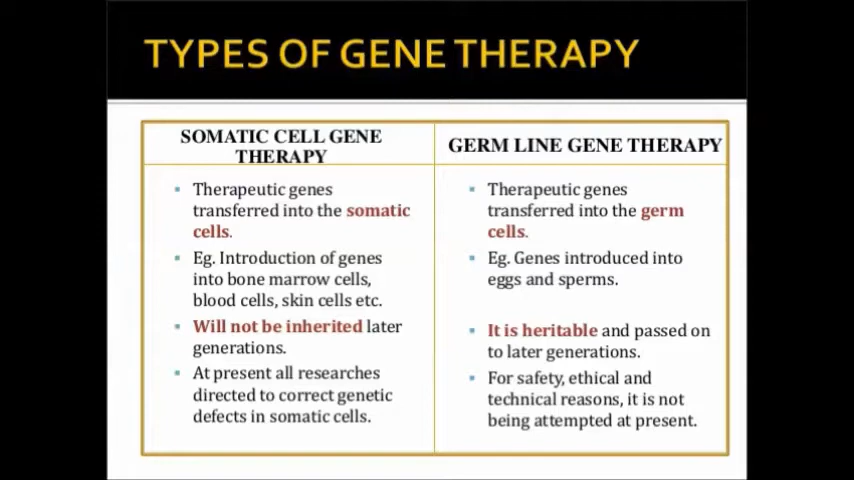 TYPES OF GENE THERAPY
SOMATIC CELL GENE
THERAPY
Therapeutic genes
transferred into the somatic
cells.
Eg. Introduction of genes
into bone marrow cells,
blood cells, skin cells etc.
Will not be inherited later
generations.
At present all researches
directed to correct genetic
defects in somatic cells.
GERM LINE GENE THERAPY
Therapeutic genes
transferred into the germ
cells.
Eg. Genes introduced into
eggs and sperms.
It is heritable and passed on
to later generations.
For safety, ethical and
technical reasons, it is not
being attempted at present.